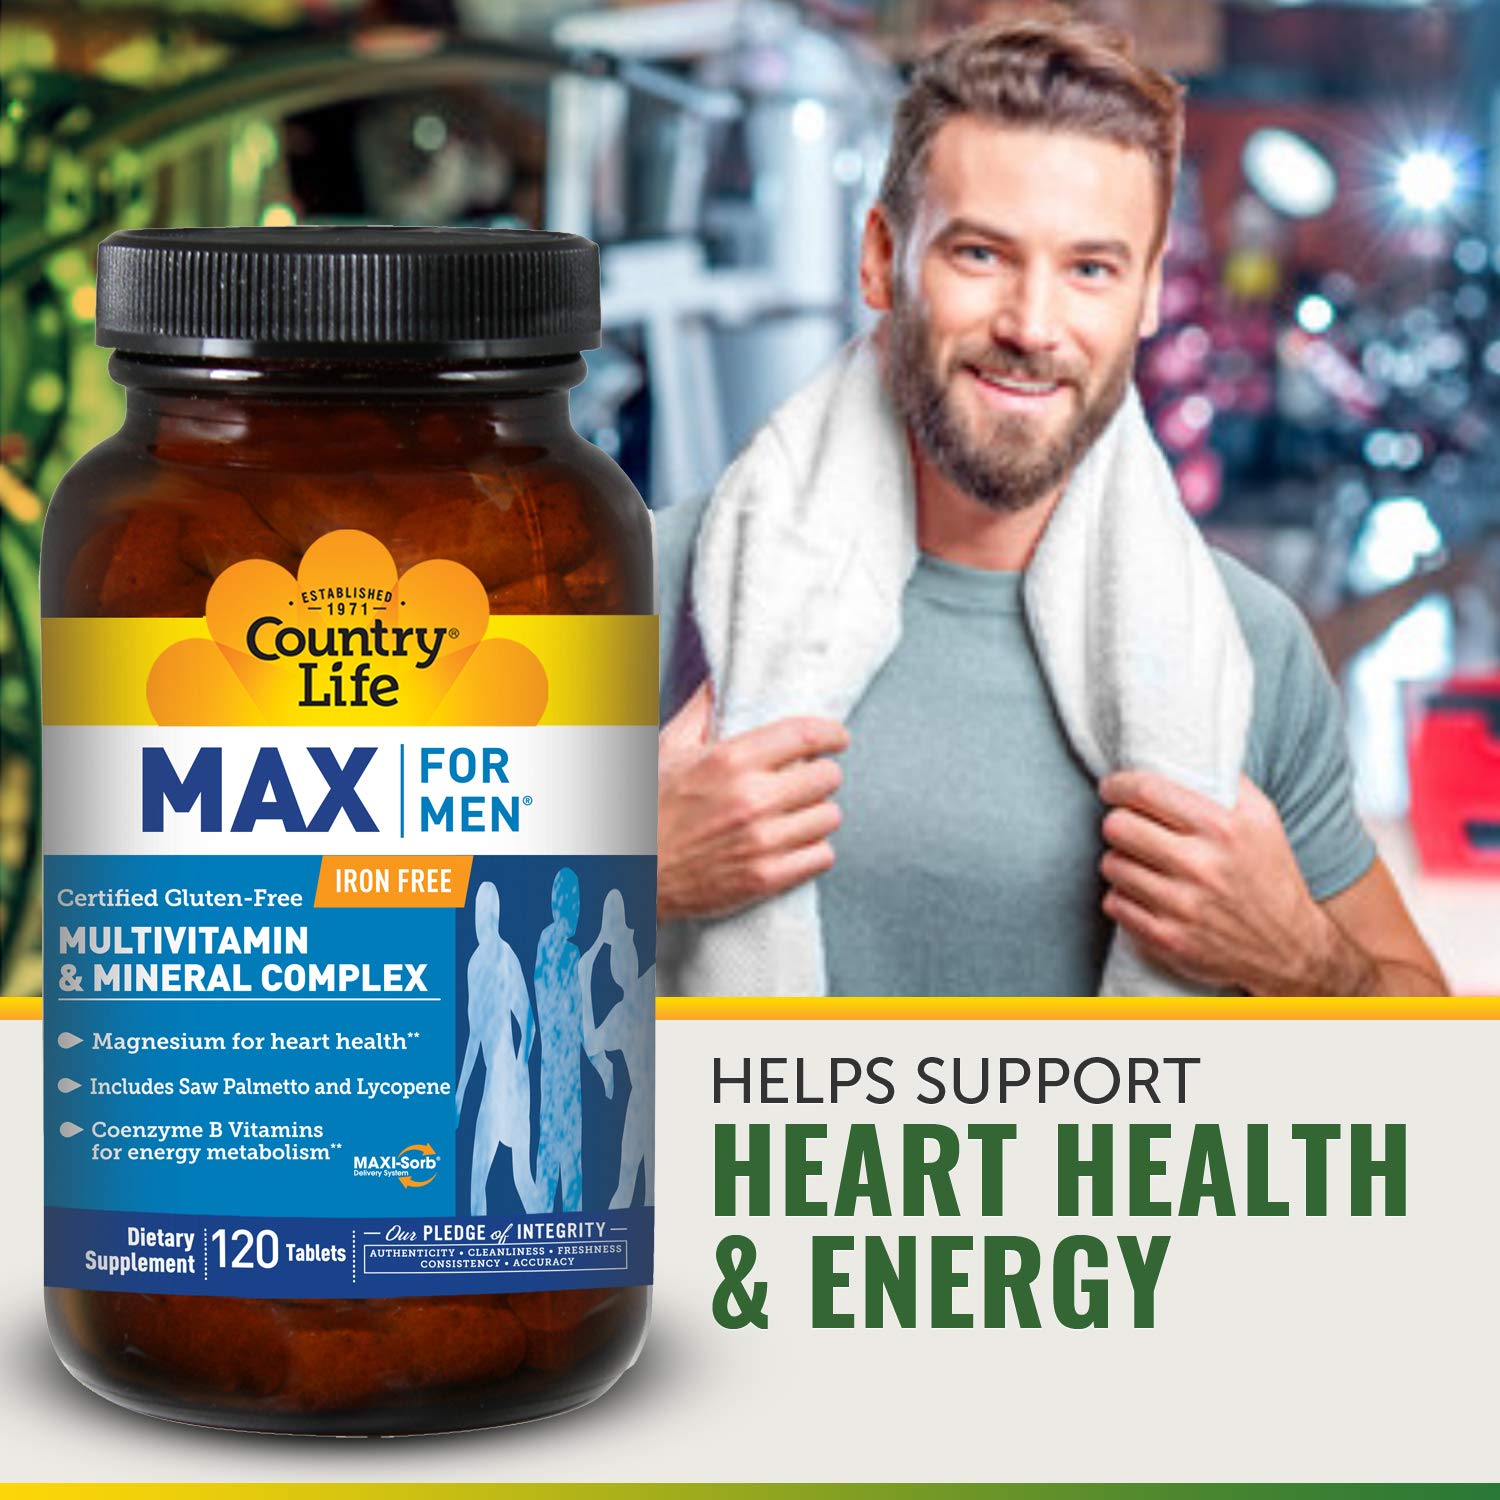 • ESTABLISHED •
— 1971 —
Country®
Life
MAX FOR
MEN®
IRON FREE
Certified Gluten-Free
MULTIVITAMIN
& MINERAL COMPLEX
Magnesium for heart health**
Includes Saw Palmetto and Lycopene
Coenzyme B Vitamins
for energy metabolism**
MAXI-Sorb®
Delivery System
Dietary
Supplement
120 Tablets
Our PLEDGE of INTEGRITY
AUTHENTICITY • CLEANLINESS • FRESHNESS
CONSISTENCY • ACCURACY
HELPS SUPPORT
HEART HEALTH
& ENERGY